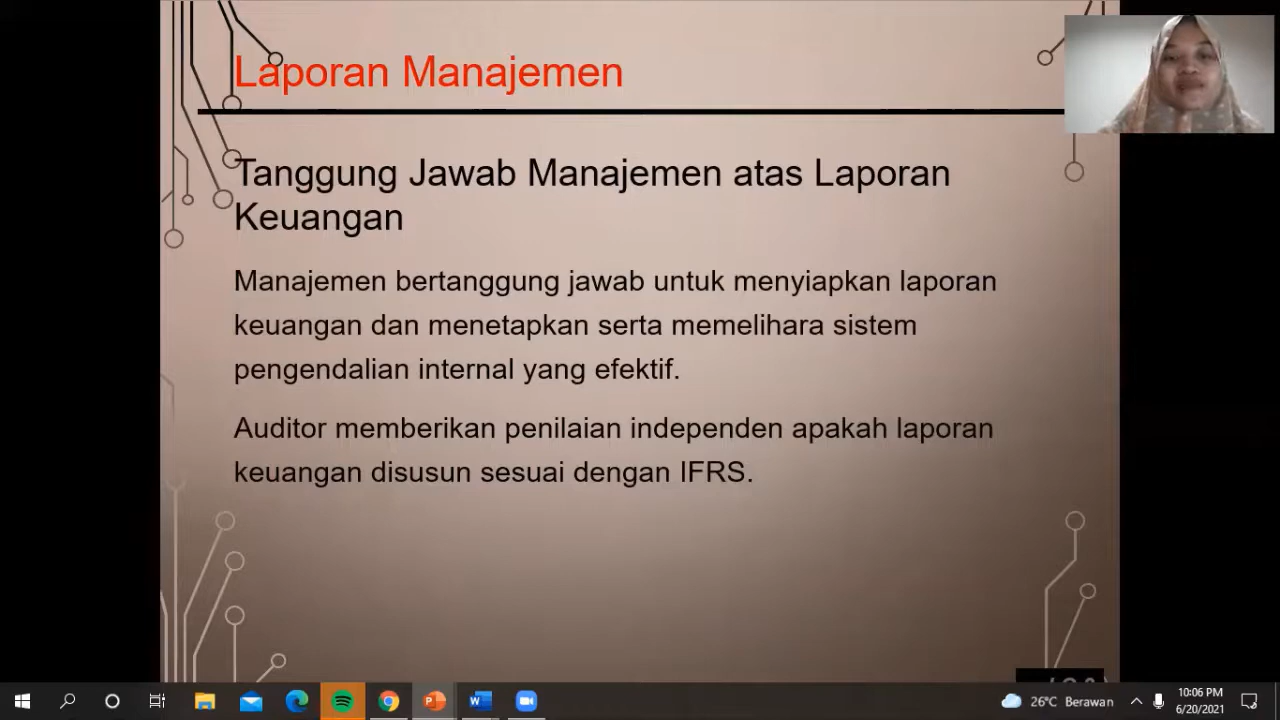 Laporan Manajemen
Tanggung Jawab Manajemen atas Laporan
Keuangan
Manajemen bertanggung jawab untuk menyiapkan laporan
keuangan dan menetapkan serta memelihara sistem
pengendalian internal yang efektif.
Auditor memberikan penilaian independen apakah laporan
keuangan disusun sesuai dengan IFRS.
26°C Berawan
10:06 PM
6/20/2021